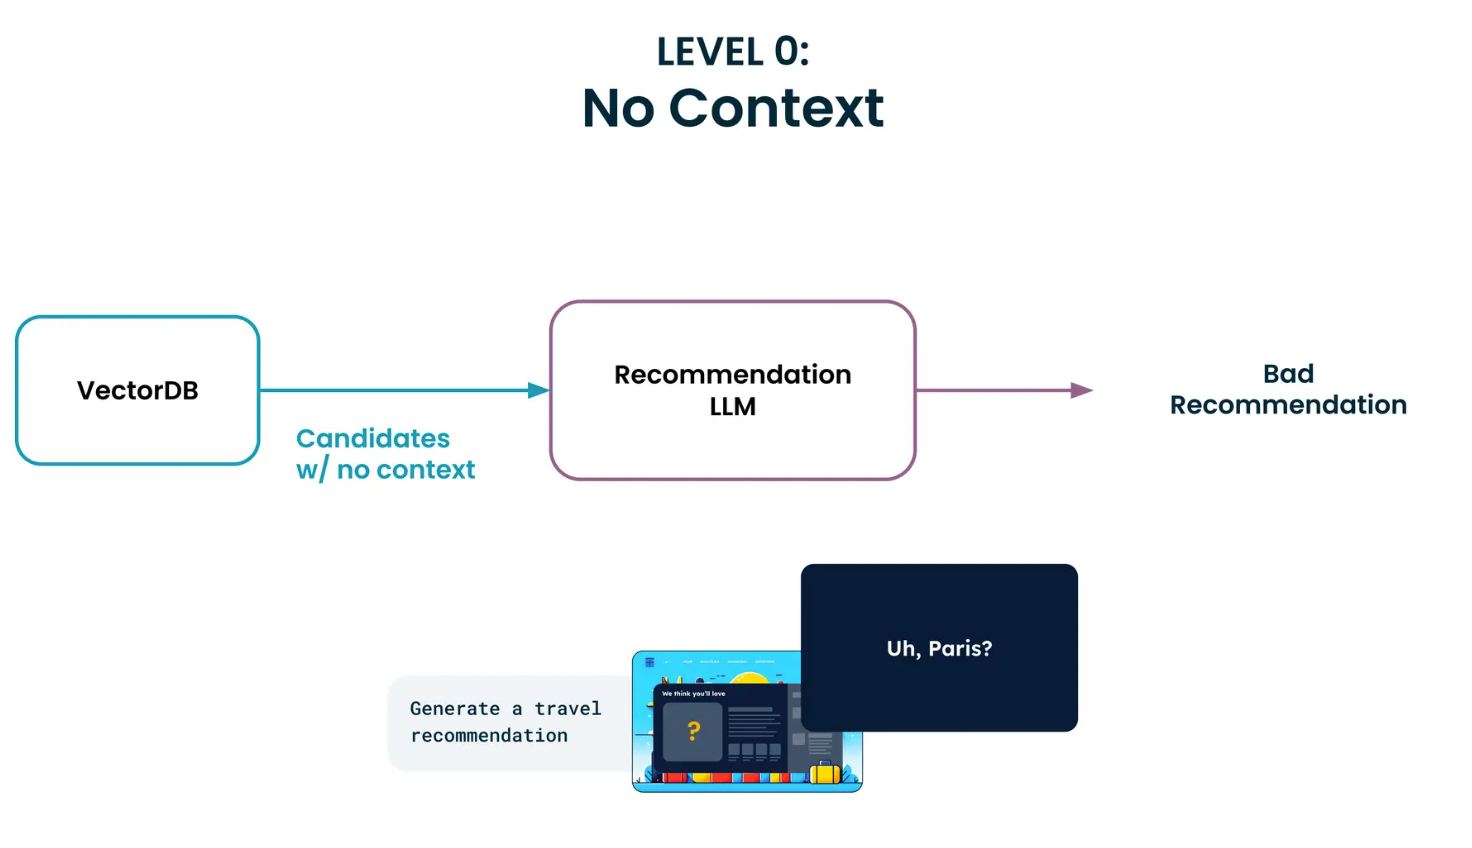 LEVEL 0:
No Context
VectorDB
Candidates
w/ no context
Recommendation
LLM
Bad
Recommendation
Generate a travel
recommendation
We think you'll love
?
Uh, Paris?